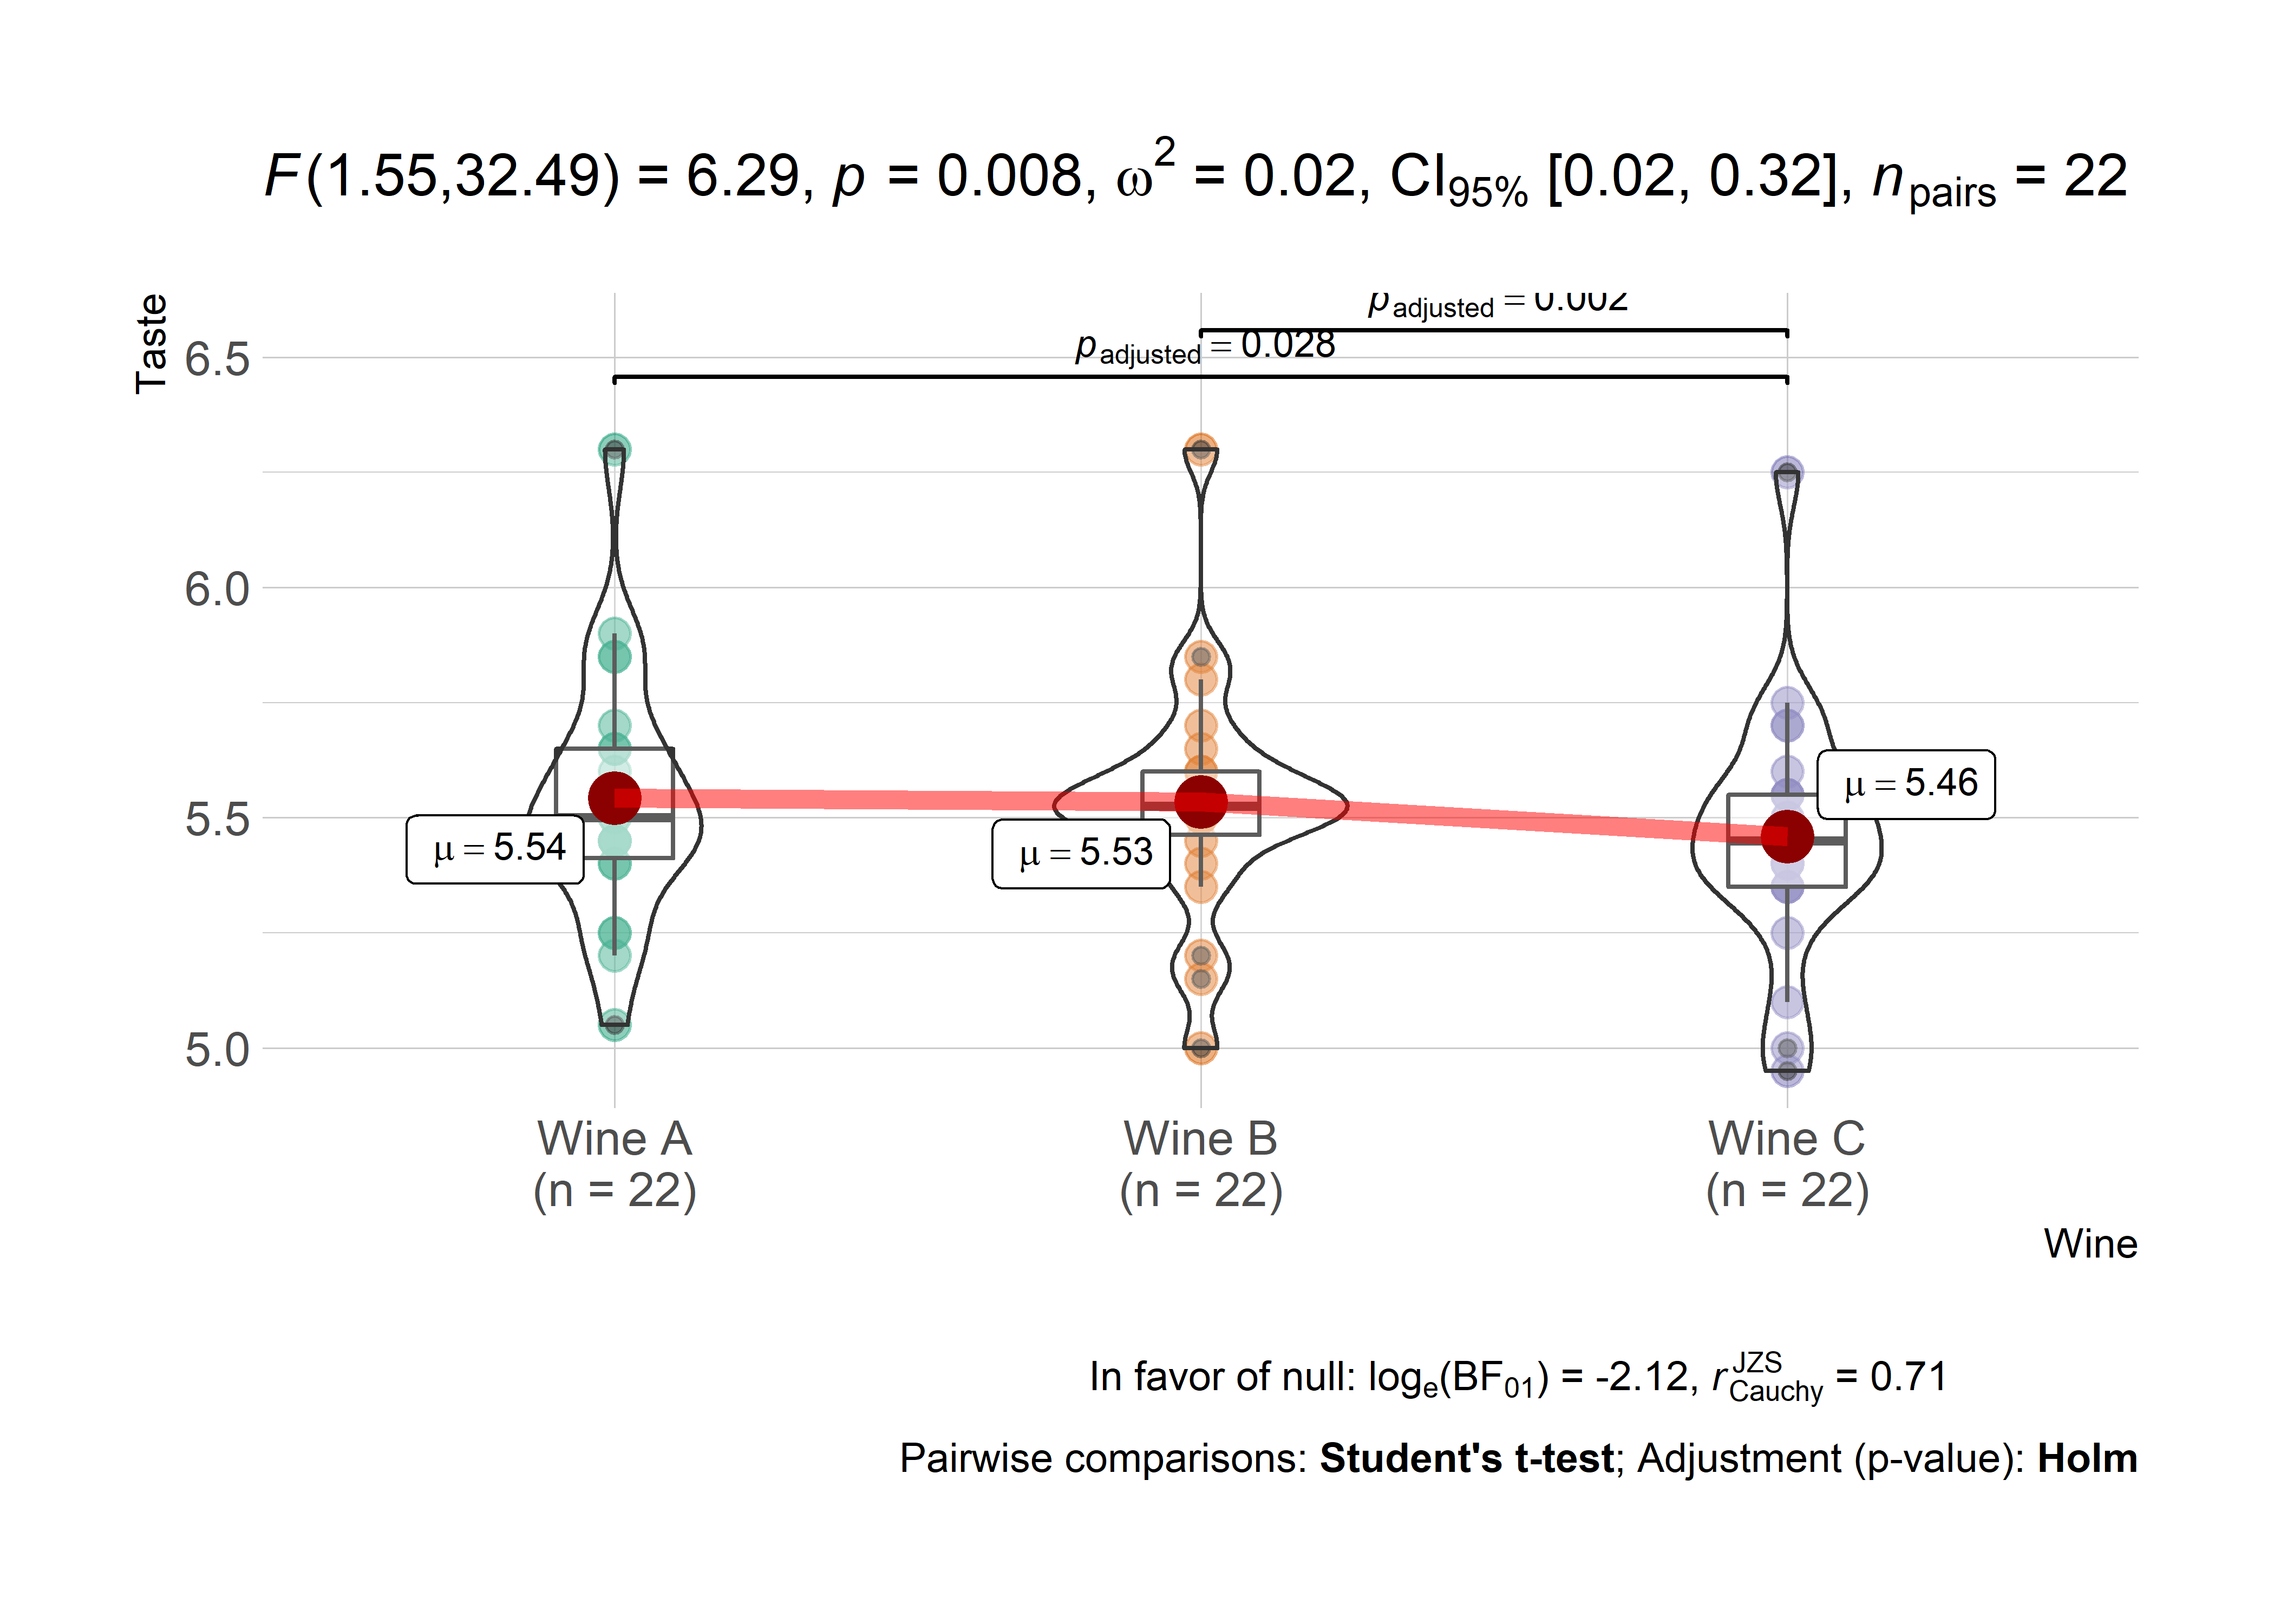 F(1.55,32.49) = 6.29, p = 0.008, ω² = 0.02, CI95% [0.02, 0.32], npairs = 22
Taste
padjusted = 0.002
padjusted = 0.028
6.5
6.0
5.5
5.0
μ = 5.54
μ = 5.53
μ = 5.46
Wine A
(n = 22)
Wine B
(n = 22)
Wine C
(n = 22)
Wine
In favor of null: loge(BF01) = -2.12, rJZSCauchy = 0.71
Pairwise comparisons: Student's t-test; Adjustment (p-value): Holm